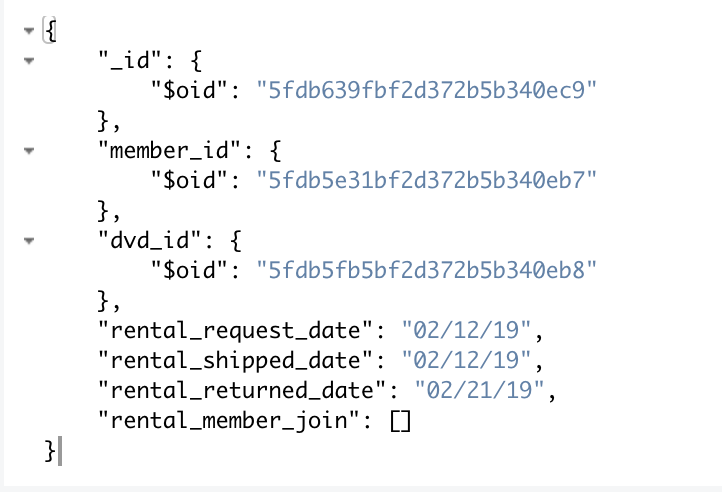 {
"_id": {
"$oid": "5fdb639fbf2d372b5b340ec9"
},
"member_id": {
"$oid": "5fdb5e31bf2d372b5b340eb7"
},
"dvd_id": {
"$oid": "5fdb5fb5bf2d372b5b340eb8"
},
"rental_request_date": "02/12/19",
"rental_shipped_date": "02/12/19",
"rental_returned_date": "02/21/19",
"rental_member_join": []
}